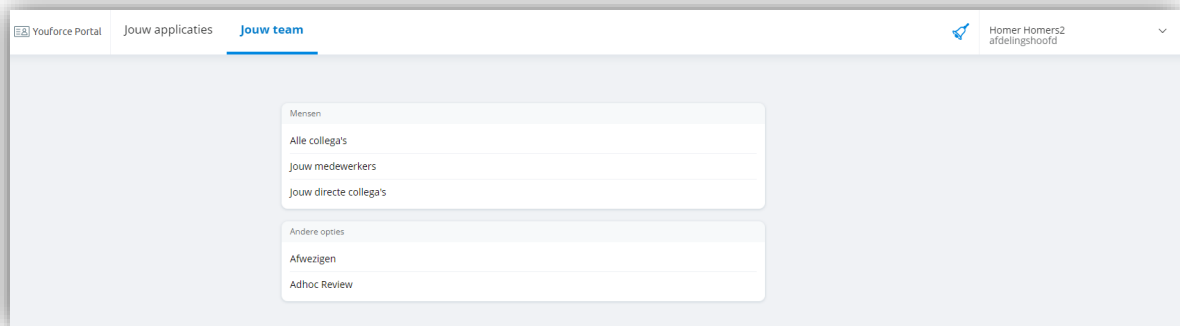 Youforce Portal
Jouw applicaties
Jouw team
Homer Homers2
afdelingshoofd
Mensen
Alle collega's
Jouw medewerkers
Jouw directe collega's
Andere opties
Afwezigen
Adhoc Review